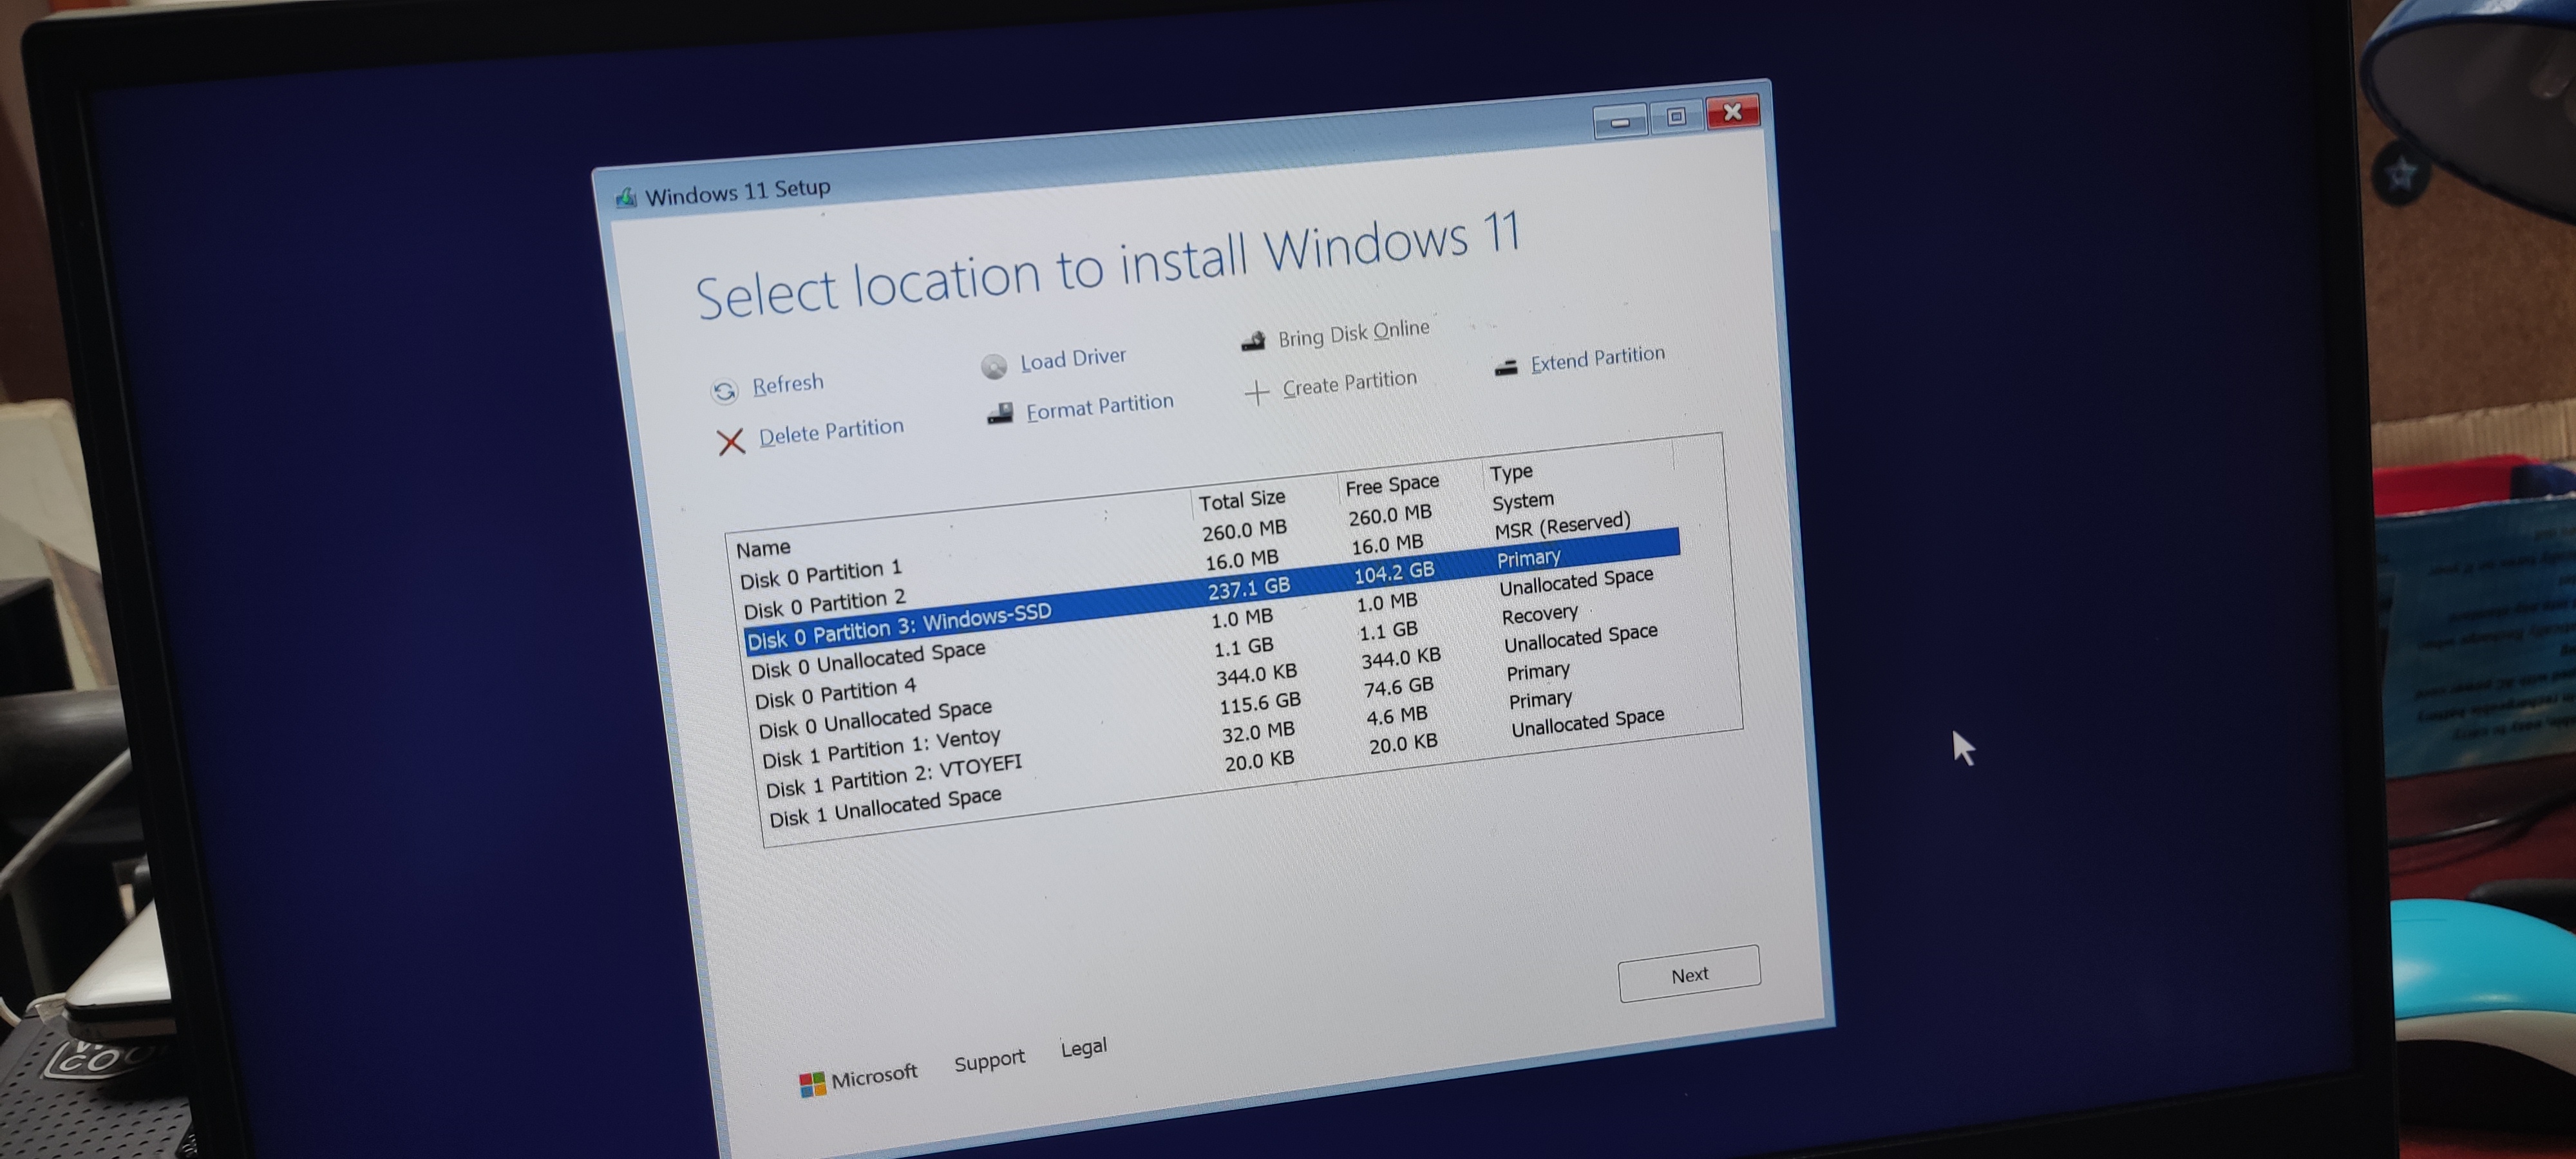 Windows 11 Setup
Select location to install Windows 11
Refresh
Load Driver
Bring Disk Online
Delete Partition
Format Partition
Create Partition
Extend Partition
Name Total Size Free Space Type
Disk 0 Partition 1 260.0 MB 260.0 MB System
Disk 0 Partition 2 16.0 MB 16.0 MB MSR (Reserved)
Disk 0 Partition 3: Windows-SSD 237.1 GB 104.2 GB Primary
Disk 0 Unallocated Space 1.0 MB 1.0 MB Unallocated Space
Disk 0 Partition 4 1.1 GB 1.1 GB Recovery
Disk 0 Unallocated Space 344.0 KB 344.0 KB Unallocated Space
Disk 1 Partition 1: Ventoy 115.6 GB 74.6 GB Primary
Disk 1 Partition 2: VTOYEFI 32.0 MB 4.6 MB Primary
Disk 1 Unallocated Space 20.0 KB 20.0 KB Unallocated Space
Next
Microsoft Support Legal